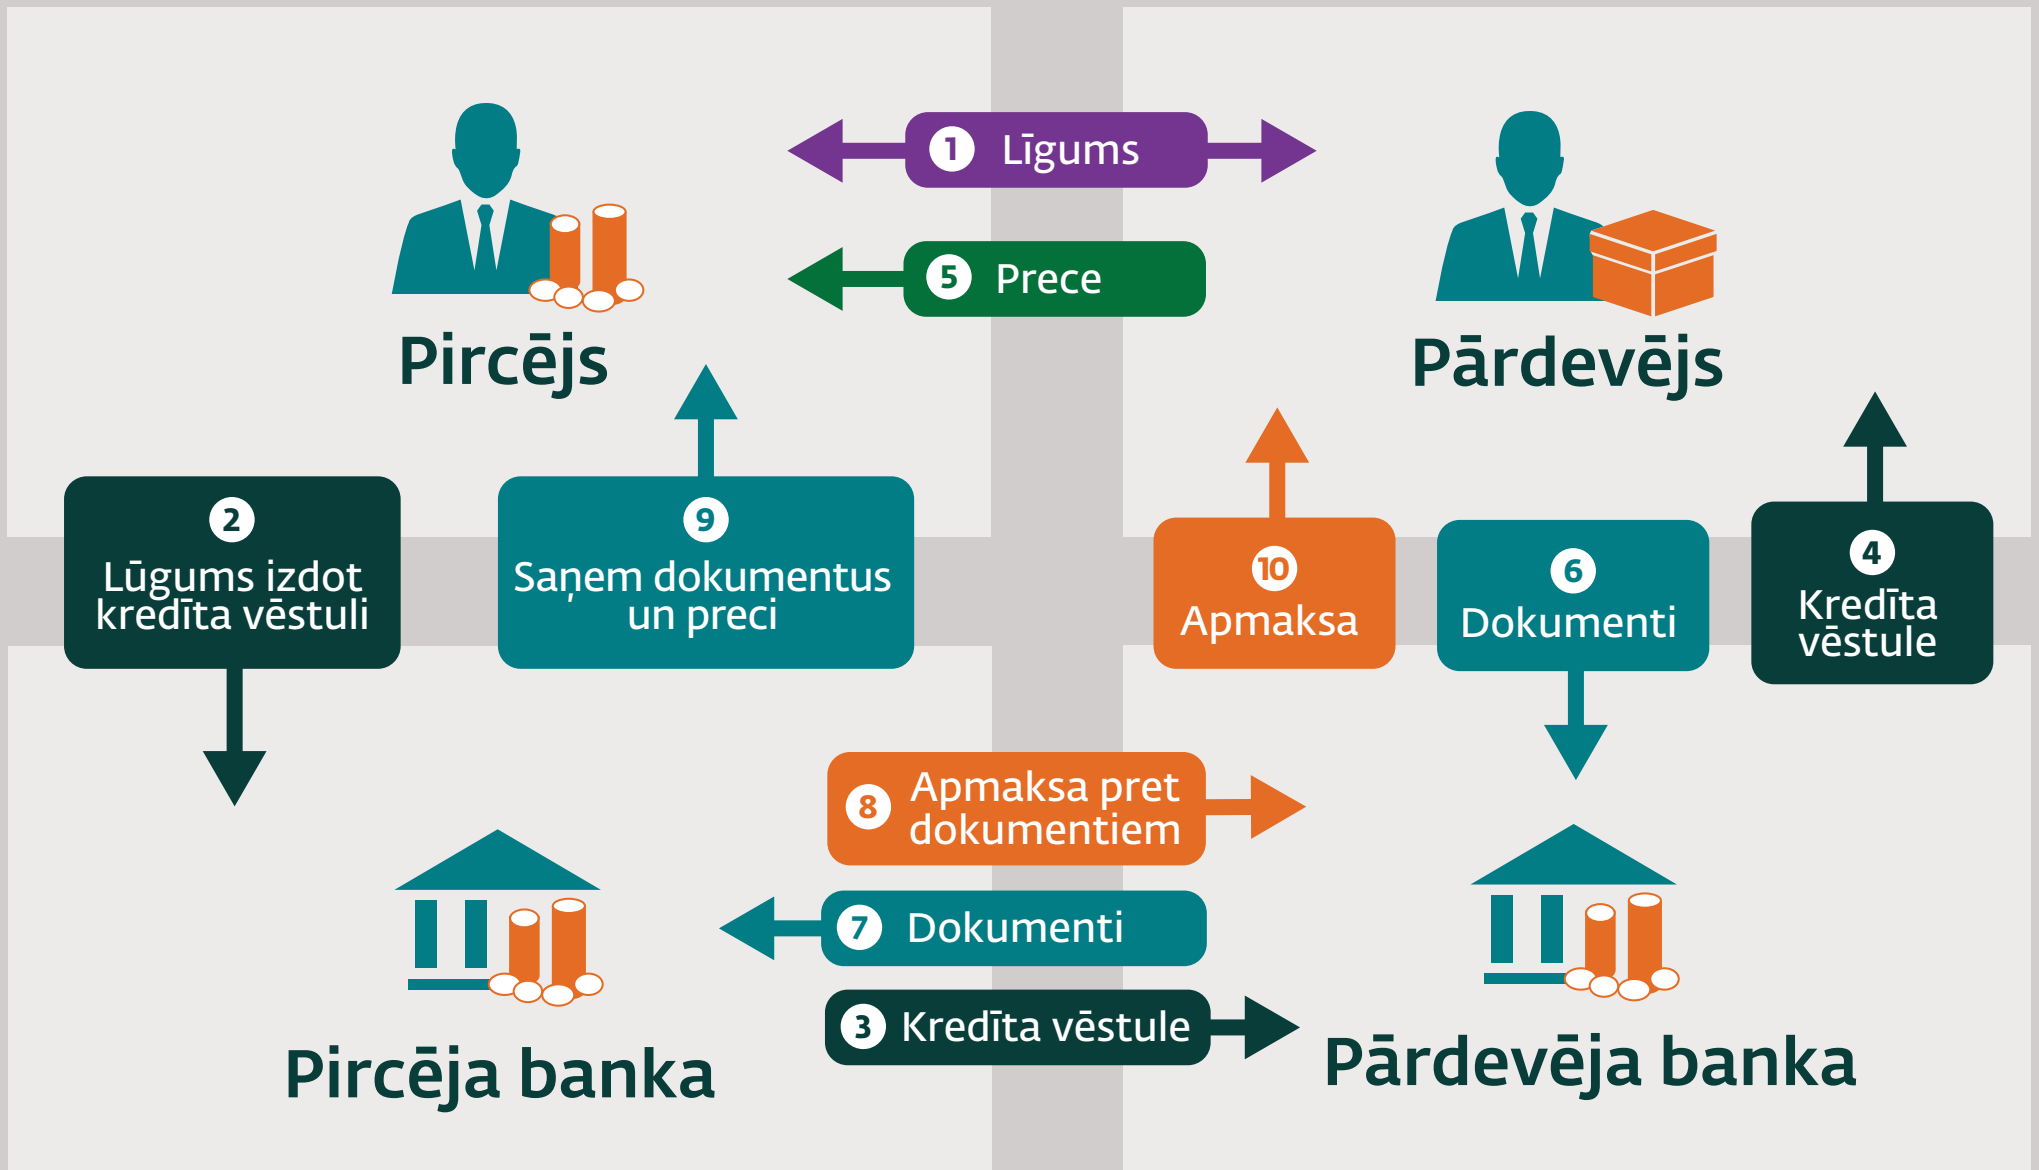 1 Līgums
5 Prece
Pircējs
Pārdevējs
2
Lūgums izdot
kredīta vēstuli
9
Saņem dokumentus
un preci
10
Apmaksa
6
Dokumenti
4
Kredīta
vēstule
8 Apmaksa pret
dokumentiem
7 Dokumenti
3 Kredīta vēstule
Pircēja banka
Pārdevēja banka